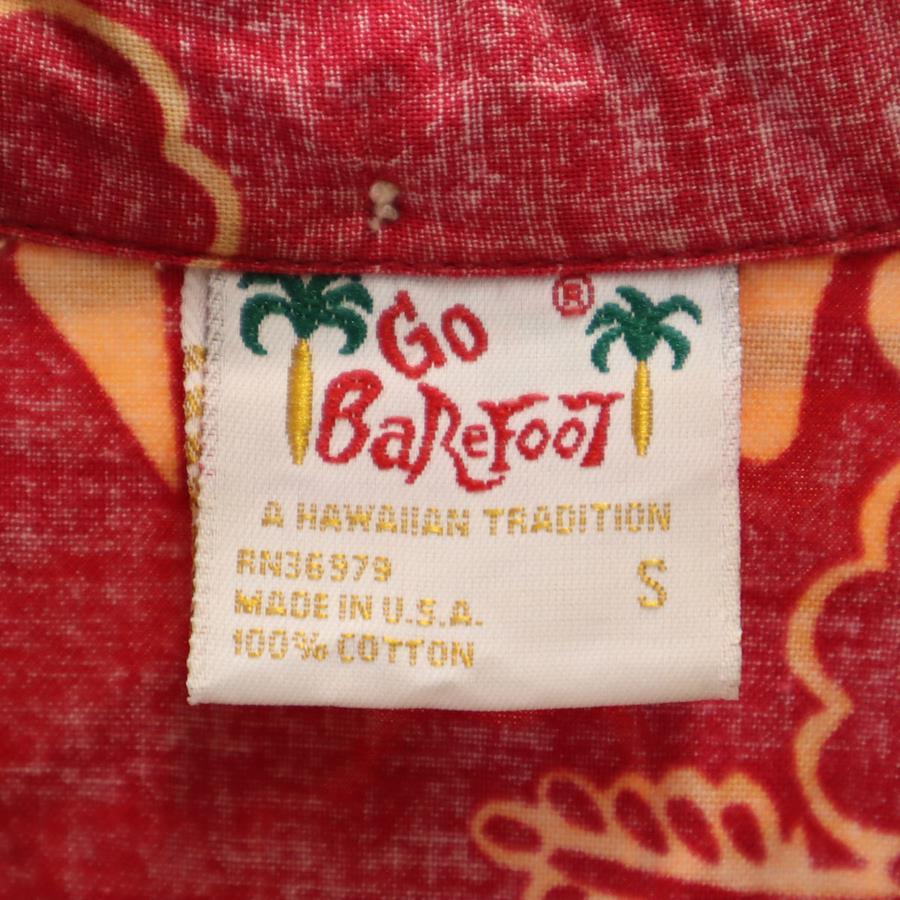 Go
BaReFooT
®
A HAWAIIAN TRADITION
RN36979
MADE IN U.S.A.
100% COTTON
S